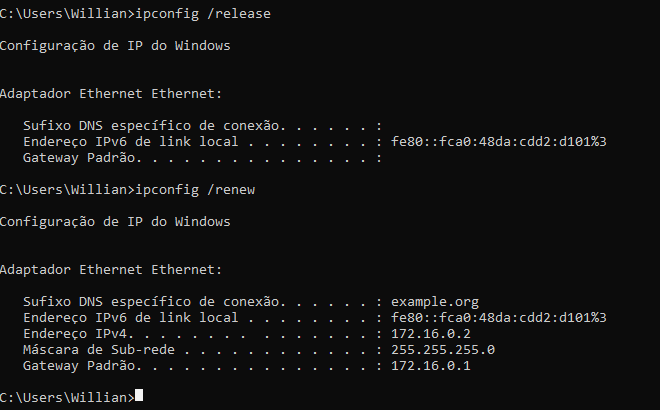 C:\Users\Willian>ipconfig /release
Configuração de IP do Windows
Adaptador Ethernet Ethernet:
Sufixo DNS específico de conexão. . . . . . :
Endereço IPv6 de link local . . . . . . . . : fe80::fca0:48da:cdd2:d101%3
Gateway Padrão. . . . . . . . . . . . . . . :
C:\Users\Willian>ipconfig /renew
Configuração de IP do Windows
Adaptador Ethernet Ethernet:
Sufixo DNS específico de conexão. . . . . . : example.org
Endereço IPv6 de link local . . . . . . . . : fe80::fca0:48da:cdd2:d101%3
Endereço IPv4. . . . . . . . . . . . . . . : 172.16.0.2
Máscara de Sub-rede . . . . . . . . . . . . : 255.255.255.0
Gateway Padrão. . . . . . . . . . . . . . . : 172.16.0.1
C:\Users\Willian>